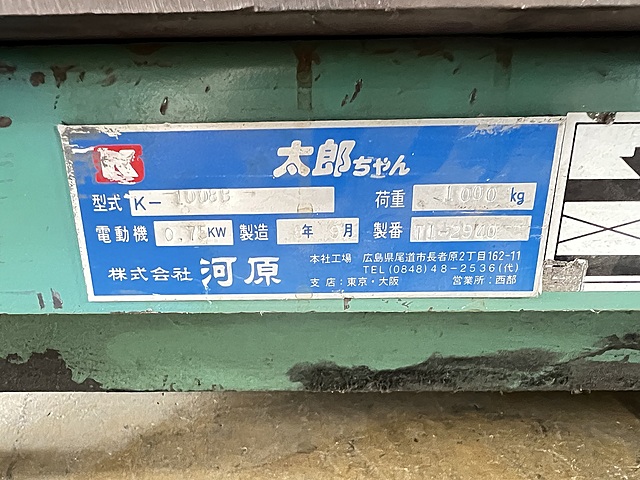 太郎ちゃん
型式 K- 荷重 1000 kg
電動機 0.75 KW 製造 年 9月 製番
株式会社 河原
本社工場 広島県尾道市長者原2丁目162-11
TEL(0848)48-2536(代)
支店:東京・大阪 営業所:西部